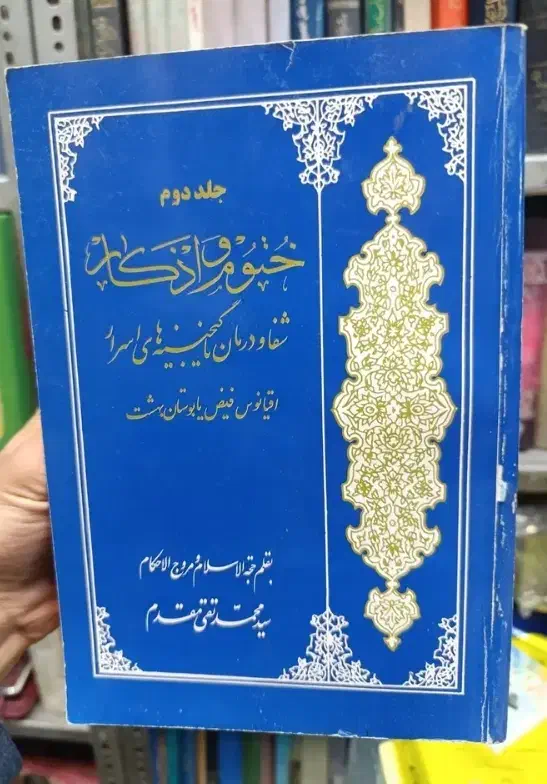 جلد دوم
ختوم و اذکار
شفا و درمان با گنجینه های اسرار
اقیانوس فیض یا بوستان بهشت
بقلم حجة الاسلام و مروج الاحکام
سید محمد تقی مقدم